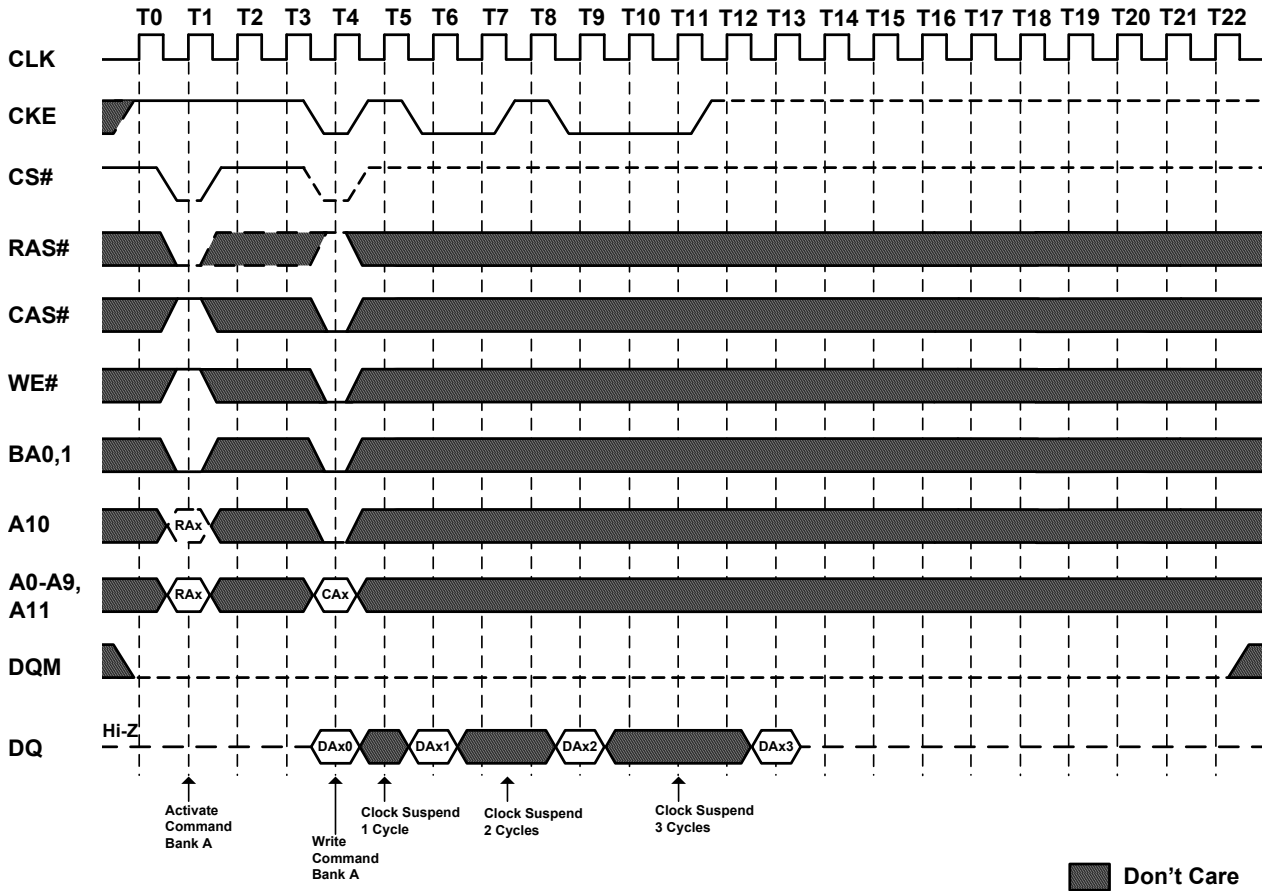 T0 T1 T2 T3 T4 T5 T6 T7 T8 T9 T10 T11 T12 T13 T14 T15 T16 T17 T18 T19 T20 T21 T22
CLK
CKE
CS#
RAS#
CAS#
WE#
BA0,1
A10 RAx
A0-A9,
A11 RAx CAx
DQM
Hi-Z
DQ DAx0 DAx1 DAx2 DAx3
Activate
Command
Bank A
Write
Command
Bank A
Clock Suspend
1 Cycle
Clock Suspend
2 Cycles
Clock Suspend
3 Cycles
Don't Care